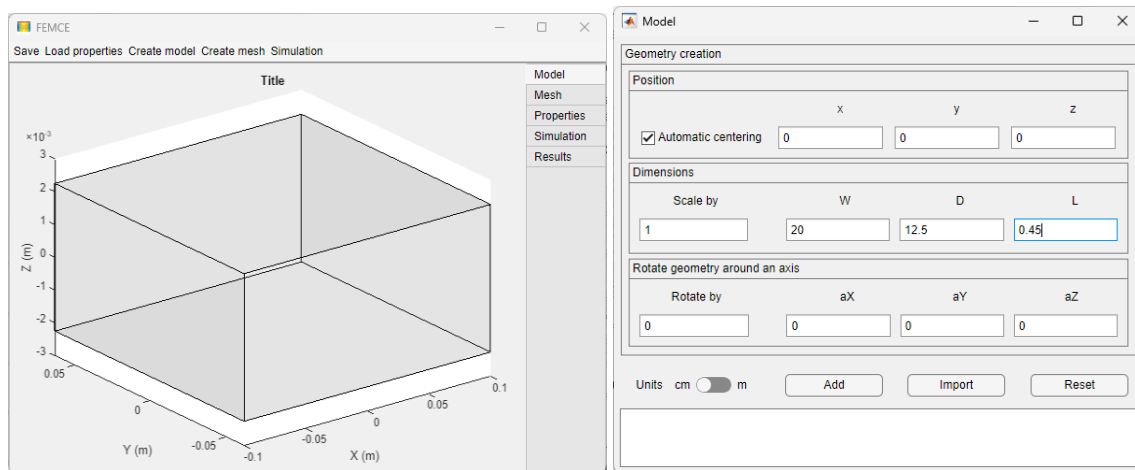 FEMCE
Save Load properties Create model Create mesh Simulation
Title
×10⁻³
3
2
1
0
-1
-2
-3
Z (m)
0.05
0
-0.05
Y (m)
-0.1
-0.05
0
0.05
0.1
X (m)
Model
Mesh
Properties
Simulation
Results
Model
Geometry creation
Position
x y z
Automatic centering 0 0 0
Dimensions
Scale by W D L
1 20 12.5 0.45
Rotate geometry around an axis
Rotate by aX aY aZ
0 0 0 0
Units cm m Add Import Reset